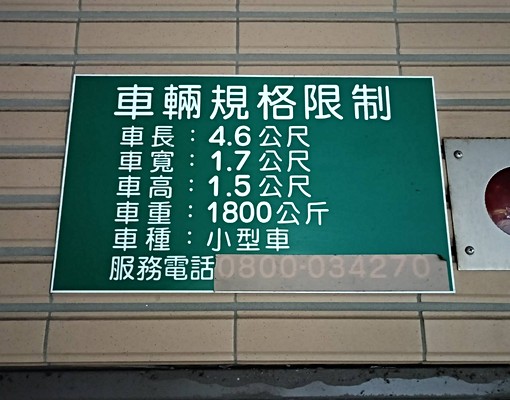 車輛規格限制
車長：4.6公尺
車寬：1.7公尺
車高：1.5公尺
車重：1800公斤
車種：小型車
服務電話0800-034270